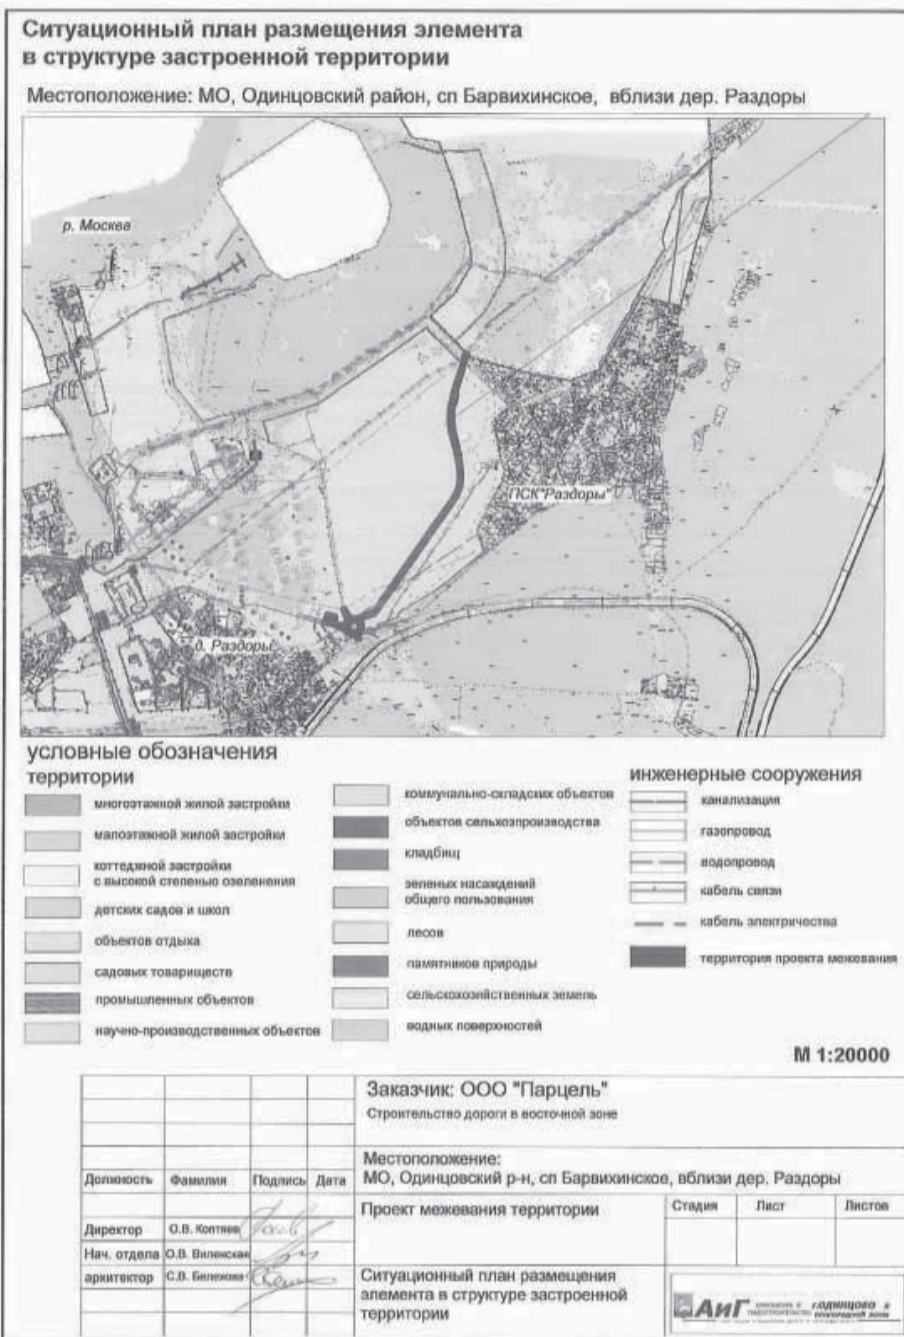 Ситуационный план размещения элемента
в структуре застроенной территории
Местоположение: МО, Одинцовский район, сп Барвихинское, вблизи дер. Раздоры
р. Москва
ПСК"Раздоры"
д. Раздоры
условные обозначения
территории
многоэтажной жилой застройки
малоэтажной жилой застройки
коттеджной застройки
с высокой степенью озеленения
детских садов и школ
объектов отдыха
садовых товариществ
промышленных объектов
научно-производственных объектов
коммунально-складских объектов
объектов сельхозпроизводства
кладбищ
зеленых насаждений
общего пользования
лесов
памятников природы
сельскохозяйственных земель
водных поверхностей
инженерные сооружения
канализация
газопровод
водопровод
кабель связи
кабель электричества
территория проекта межевания
М 1:20000
Заказчик: ООО "Парцель"
Строительство дороги в восточной зоне
Местоположение:
МО, Одинцовский р-н, сп Барвихинское, вблизи дер. Раздоры
Должность Фамилия Подпись Дата
Директор О.В. Коптяев
Нач. отдела О.В. Виленская
архитектор С.В.
Проект межевания территории
Стадия Лист Листов
Ситуационный план размещения
элемента в структуре застроенной
территории
АиГ г.ОДИНЦОВО и